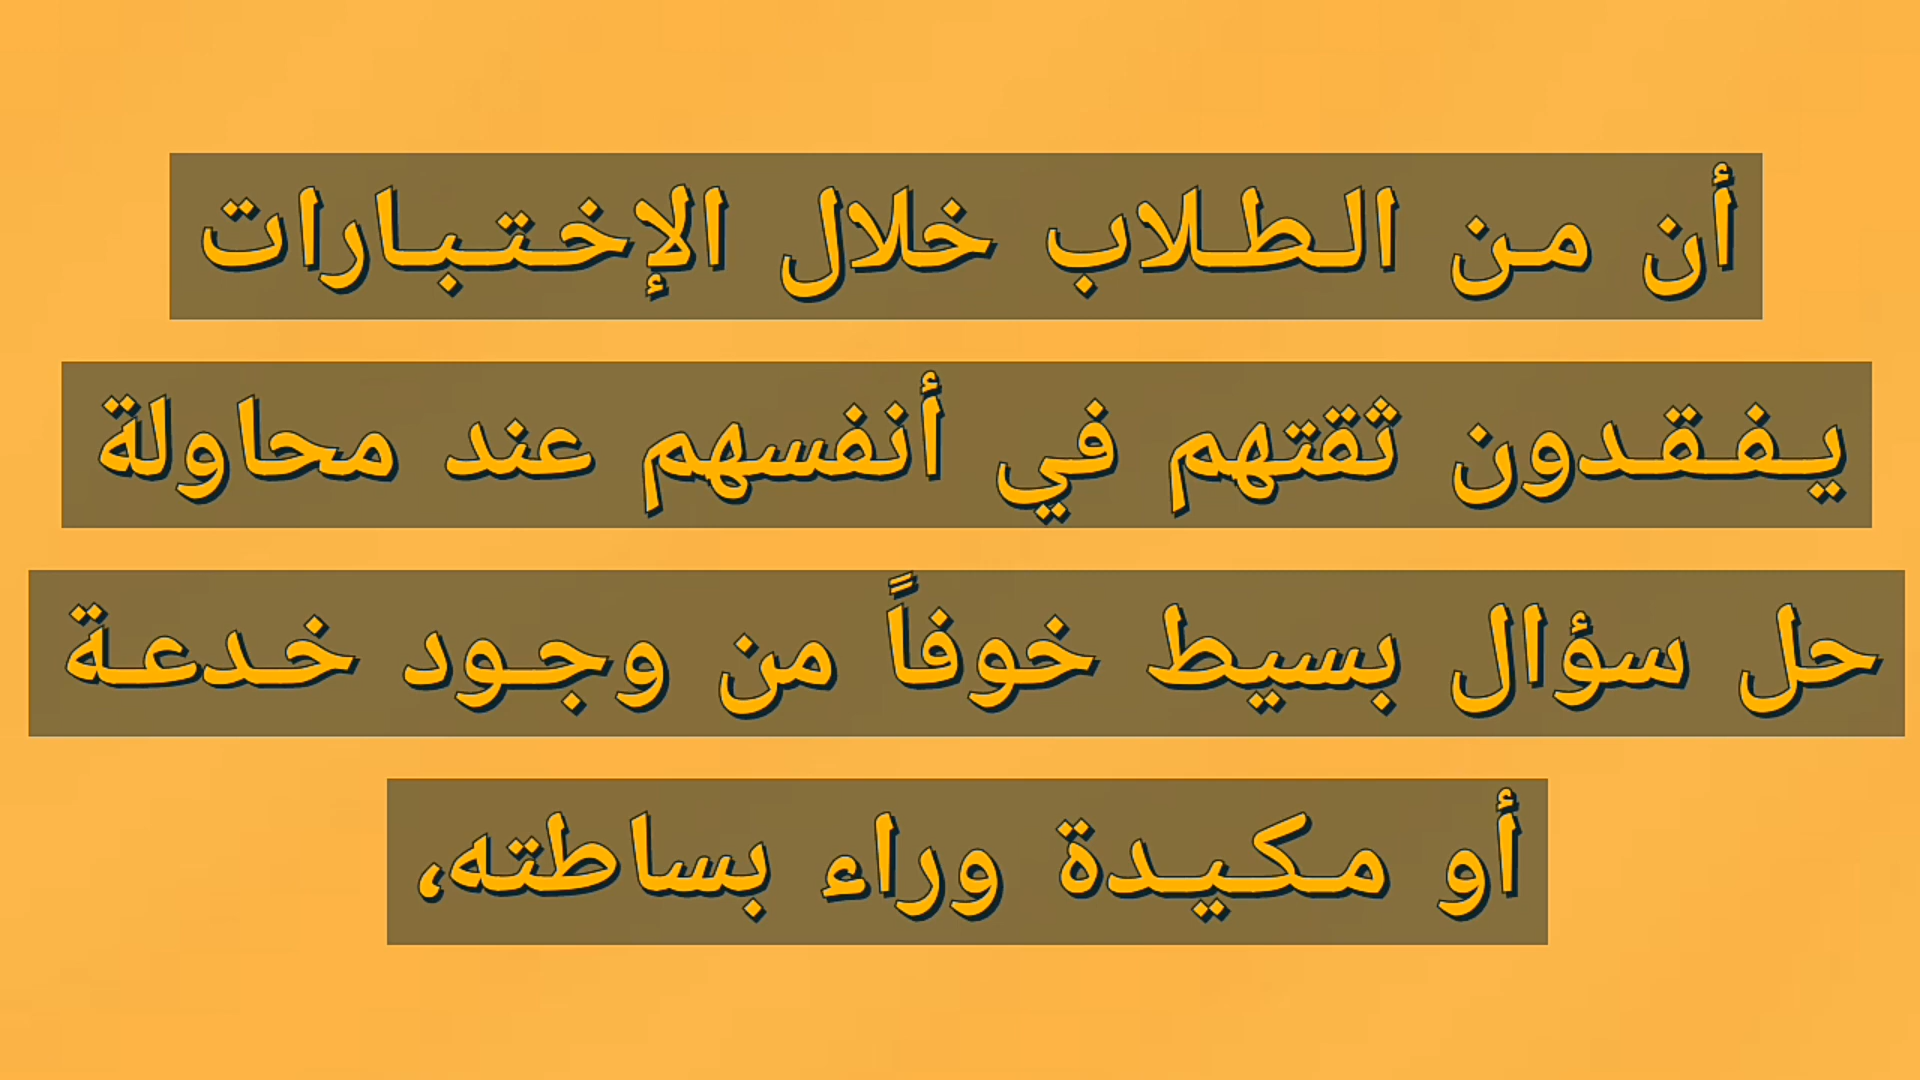 أن من الطلاب خلال الإختبارات
يفقدون ثقتهم في أنفسهم عند محاولة
حل سؤال بسيط خوفاً من وجود خدعة
أو مكيدة وراء بساطته،